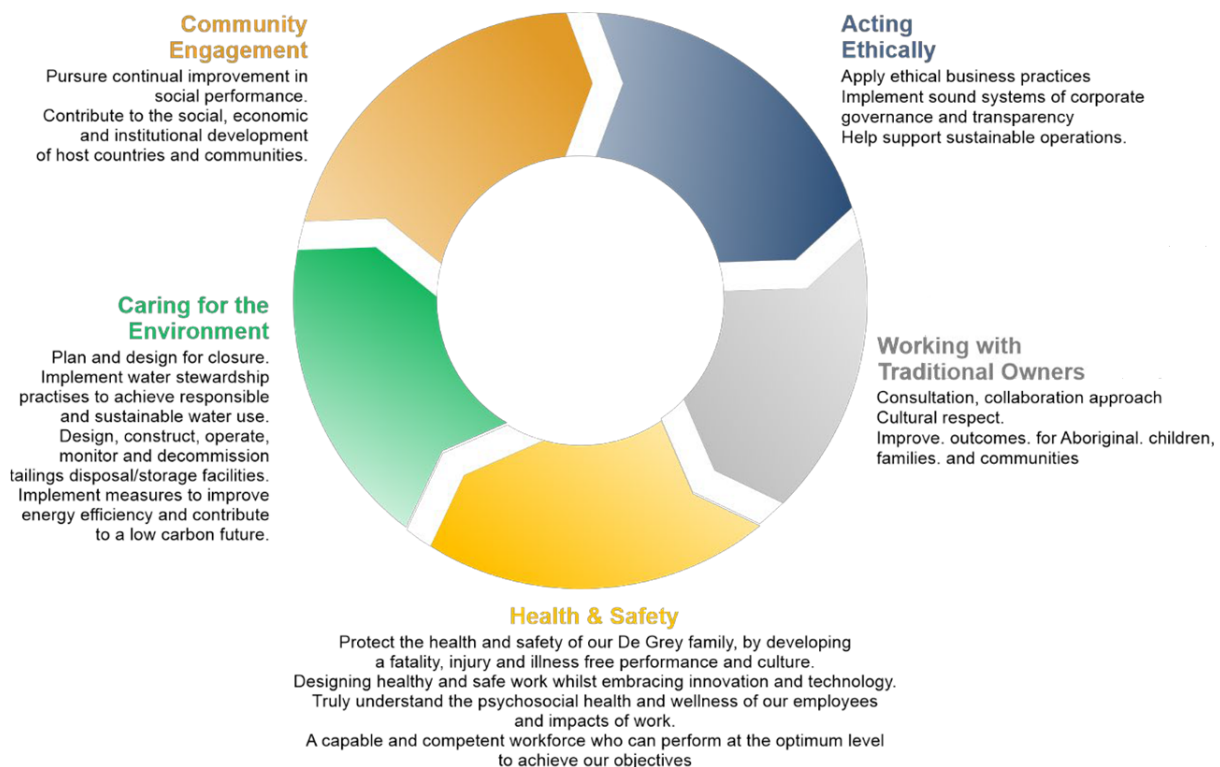 Community
Engagement
Pursure continual improvement in
social performance.
Contribute to the social, economic
and institutional development
of host countries and communities.
Acting
Ethically
Apply ethical business practices
Implement sound systems of corporate
governance and transparency
Help support sustainable operations.
Working with
Traditional Owners
Consultation, collaboration approach
Cultural respect.
Improve. outcomes. for Aboriginal. children,
families. and communities
Caring for the
Environment
Plan and design for closure.
Implement water stewardship
practises to achieve responsible
and sustainable water use.
Design, construct, operate,
monitor and decommission
tailings disposal/storage facilities.
Implement measures to improve
energy efficiency and contribute
to a low carbon future.
Health & Safety
Protect the health and safety of our De Grey family, by developing
a fatality, injury and illness free performance and culture.
Designing healthy and safe work whilst embracing innovation and technology.
Truly understand the psychosocial health and wellness of our employees
and impacts of work.
A capable and competent workforce who can perform at the optimum level
to achieve our objectives